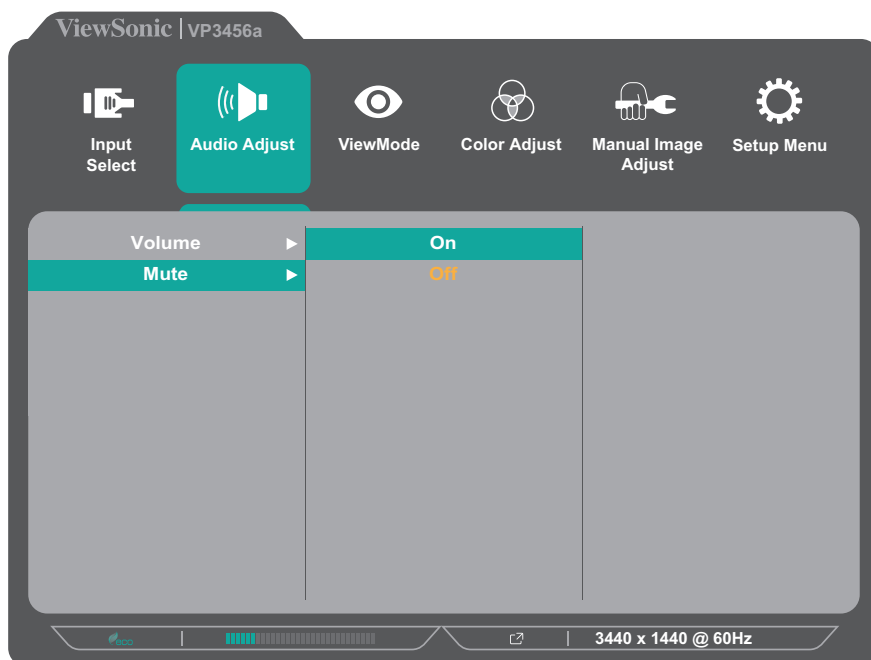 ViewSonic | VP3456a
Input Select
Audio Adjust
ViewMode
Color Adjust
Manual Image Adjust
Setup Menu
Volume
On
Mute
Off
eco
3440 x 1440 @ 60Hz